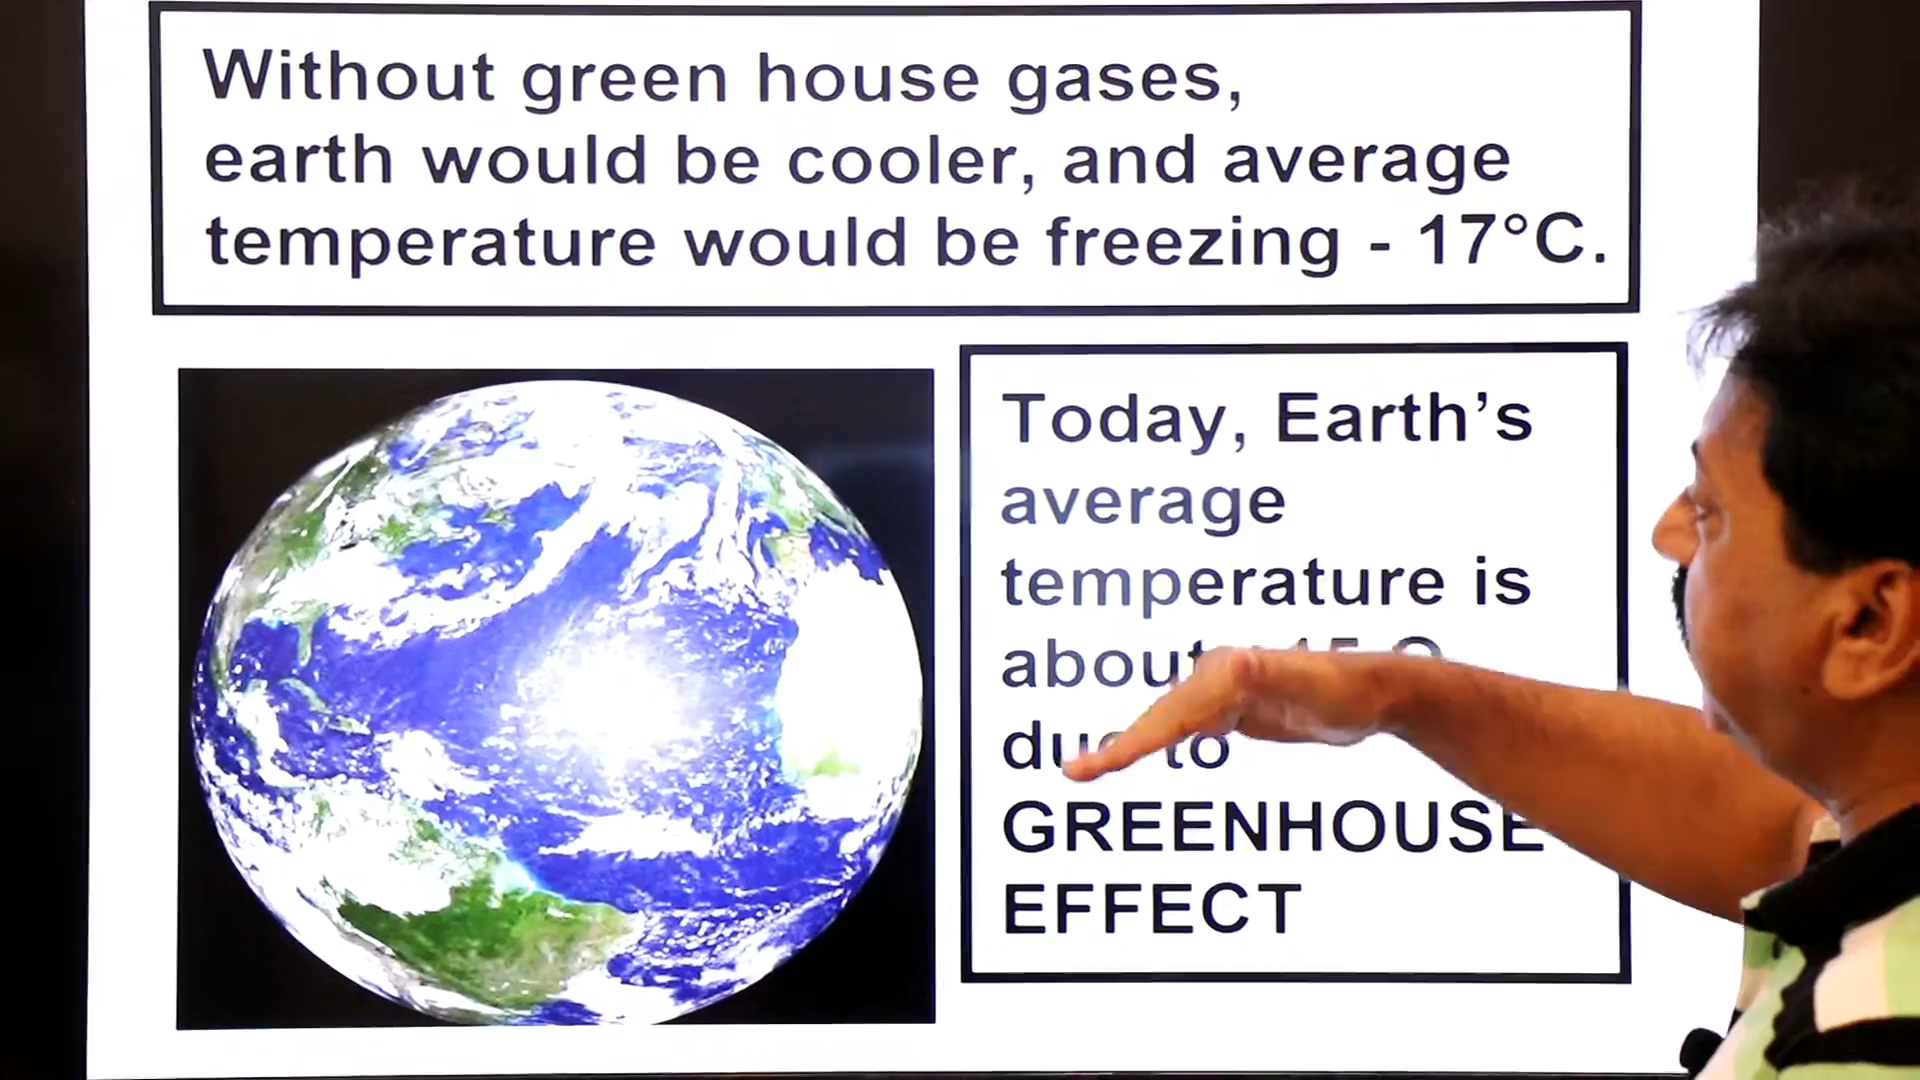 Without green house gases,
earth would be cooler, and average
temperature would be freezing - 17°C.
Today, Earth’s
average
temperature is
about
due to
GREENHOUSE
EFFECT